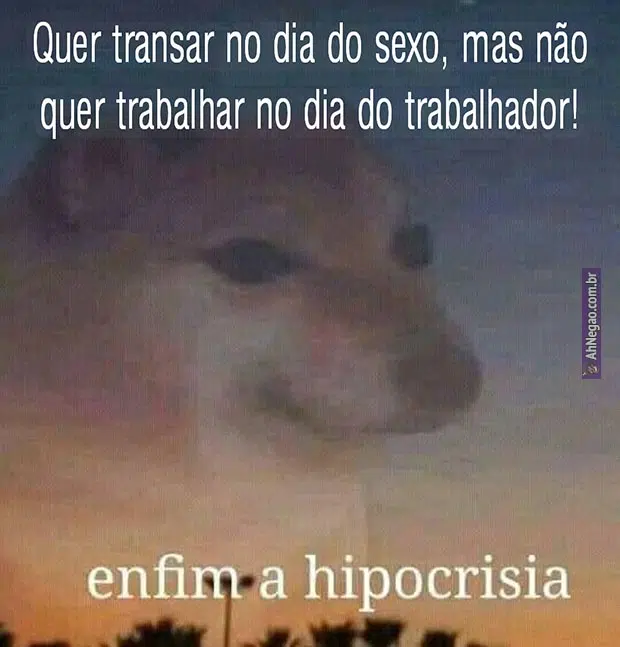 Quer transar no dia do sexo, mas não
quer trabalhar no dia do trabalhador!
AhNegao.com.br
enfim a hipocrisia